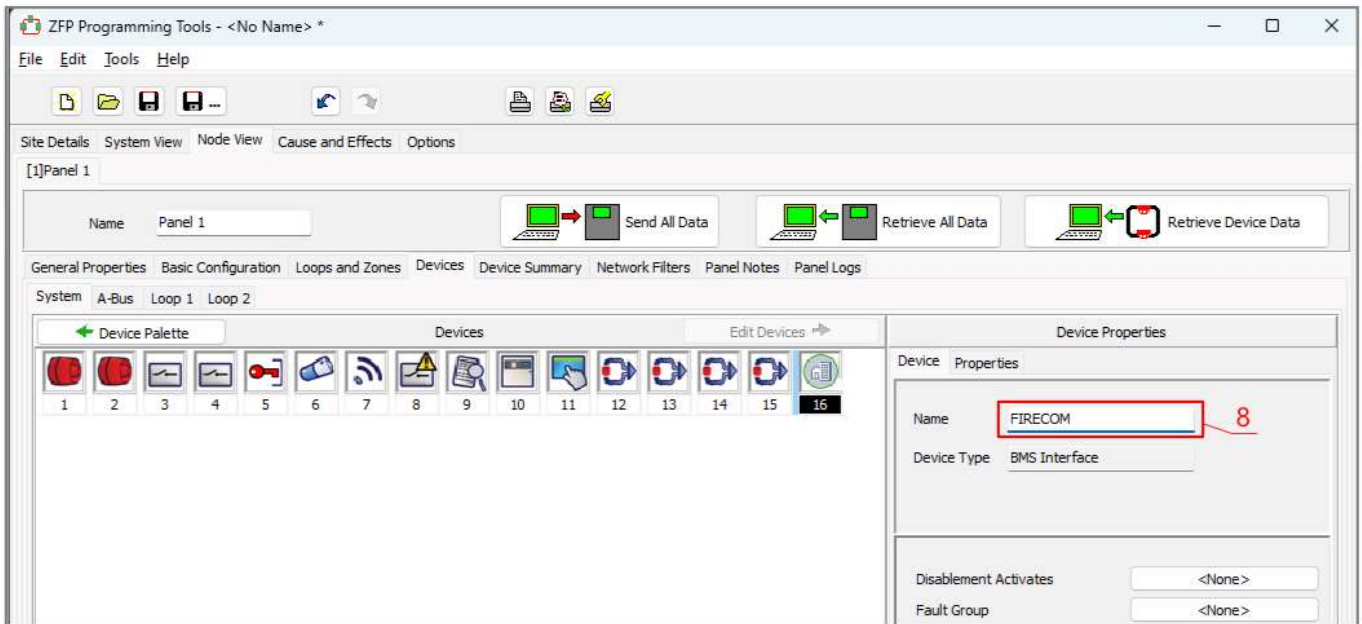 ZFP Programming Tools - <No Name> *
File Edit Tools Help
...
Site Details System View Node View Cause and Effects Options
[1]Panel 1
Name Panel 1 Send All Data Retrieve All Data Retrieve Device Data
General Properties Basic Configuration Loops and Zones Devices Device Summary Network Filters Panel Notes Panel Logs
System A-Bus Loop 1 Loop 2
Device Palette Devices Edit Devices Device Properties
Device Properties
1 2 3 4 5 6 7 8 9 10 11 12 13 14 15 16
Name FIRECOM 8
Device Type BMS Interface
Disablement Activates <None>
Fault Group <None>